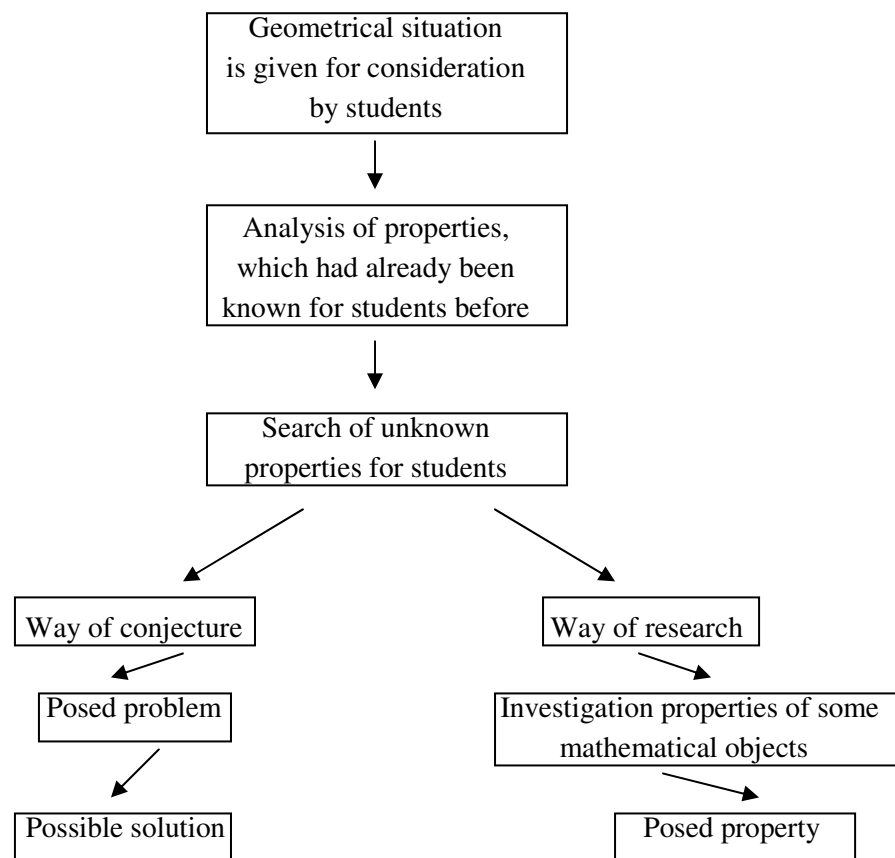 Geometrical situation
is given for consideration
by students
Analysis of properties,
which had already been
known for students before
Search of unknown
properties for students
Way of conjecture
Way of research
Posed problem
Investigation properties of some
mathematical objects
Possible solution
Posed property